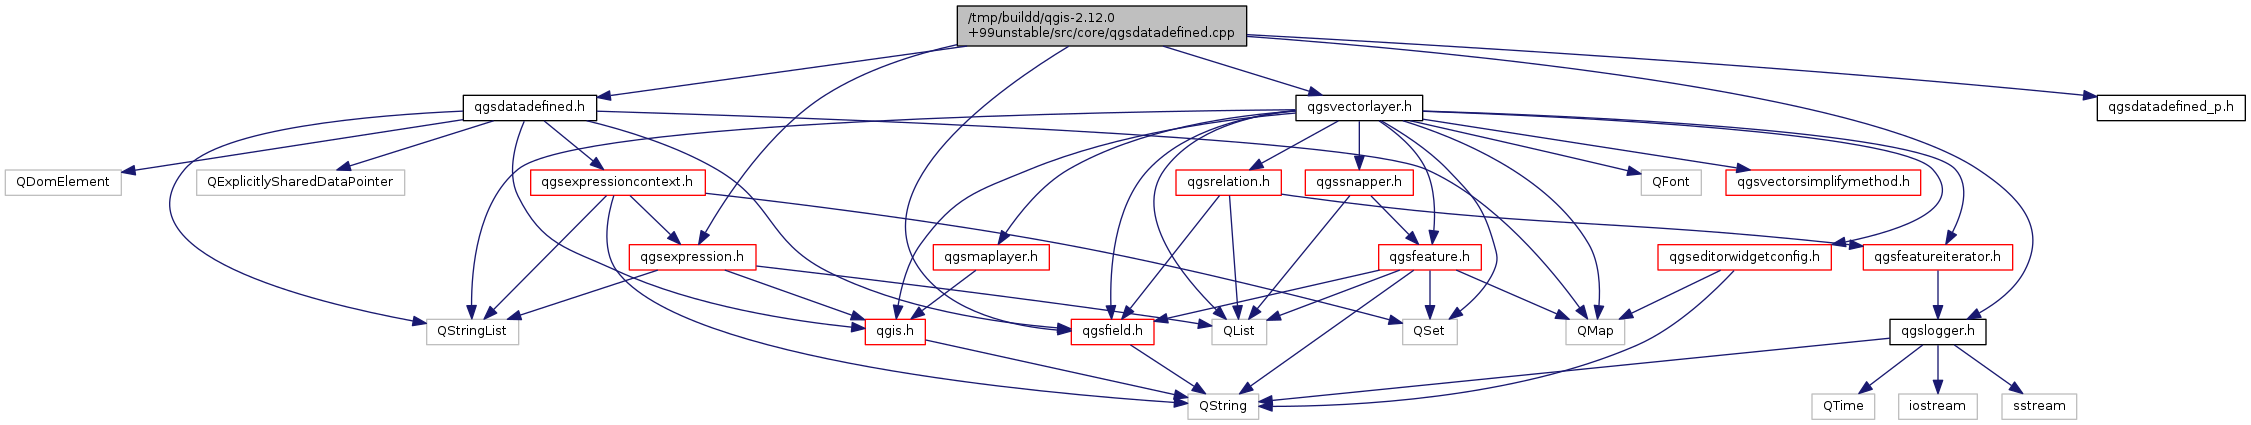 /tmp/buildd/qgis-2.12.0
+99unstable/src/core/qgsdatadefined.cpp
qgsdatadefined.h
qgsvectorlayer.h
qgsdatadefined_p.h
QDomElement
QExplicitlySharedDataPointer
qgsexpressioncontext.h
qgsrelation.h
qgssnapper.h
QFont
qgsvectorsimplifymethod.h
qgsexpression.h
qgsmaplayer.h
qgsfeature.h
qgseditorwidgetconfig.h
qgsfeatureiterator.h
QStringList
qgis.h
qgsfield.h
QList
QSet
QMap
qgslogger.h
QString
QTime
iostream
sstream